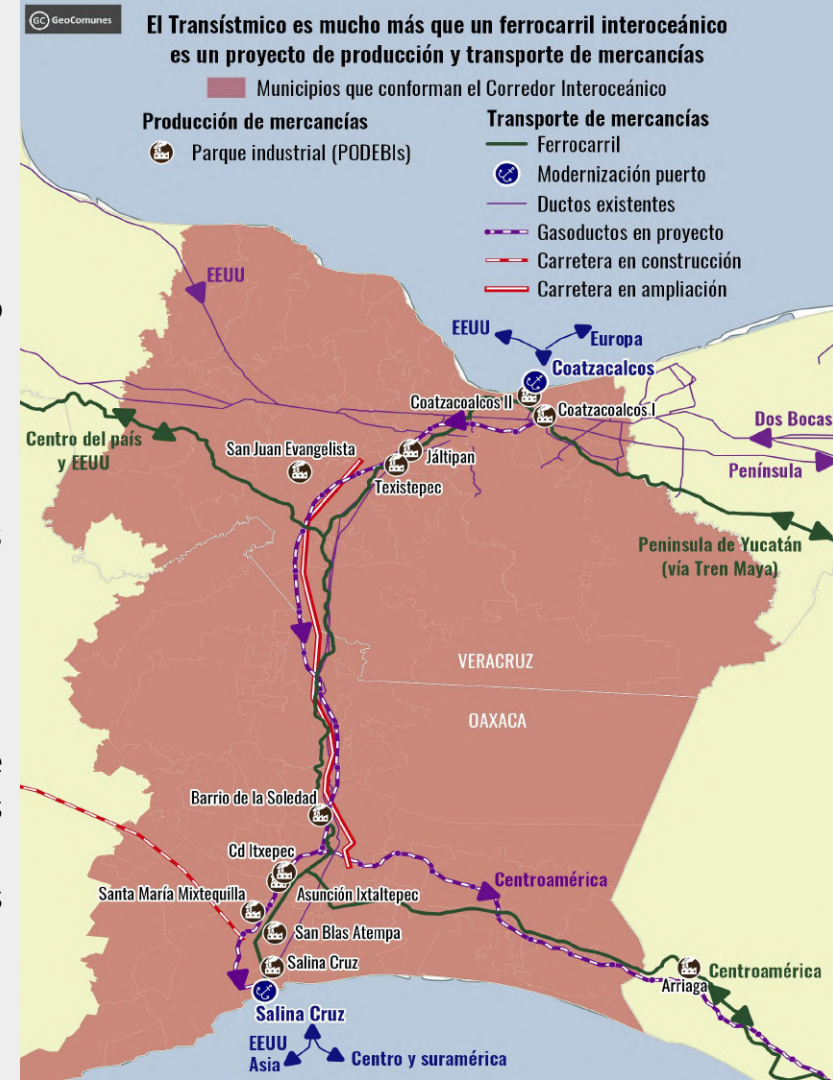 GC GeoComunes
El Transístmico es mucho más que un ferrocarril interoceánico
es un proyecto de producción y transporte de mercancías
Municipios que conforman el Corredor Interoceánico
Producción de mercancías
Parque industrial (PODEBIs)
Transporte de mercancías
Ferrocarril
Modernización puerto
Ductos existentes
Gasoductos en proyecto
Carretera en construcción
Carretera en ampliación
EEUU
EEUU
Europa
Coatzacalcos
Coatzacoalcos II
Coatzacoalcos I
Dos Bocas
Península
Centro del país
y EEUU
San Juan Evangelista
Jáltipan
Texistepec
Peninsula de Yucatán
(vía Tren Maya)
VERACRUZ
OAXACA
Barrio de la Soledad
Cd Itxepec
Santa María Mixtequilla
Asunción Ixtaltepec
Centroamérica
San Blas Atempa
Salina Cruz
Arriaga
Centroamérica
Salina Cruz
EEUU
Asia
Centro y suramérica